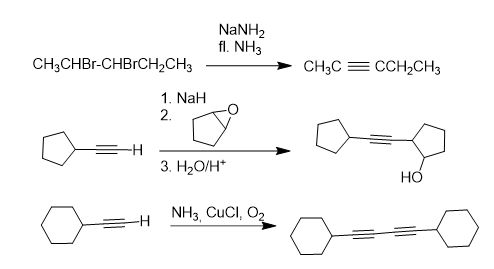 NaNH₂
fl. NH₃
CH₃CHBr-CHBrCH₂CH₃
CH₃C ≡ CCH₂CH₃
1. NaH
2.
O
H
3. H₂O/H⁺
HO
H
NH₃, CuCl, O₂